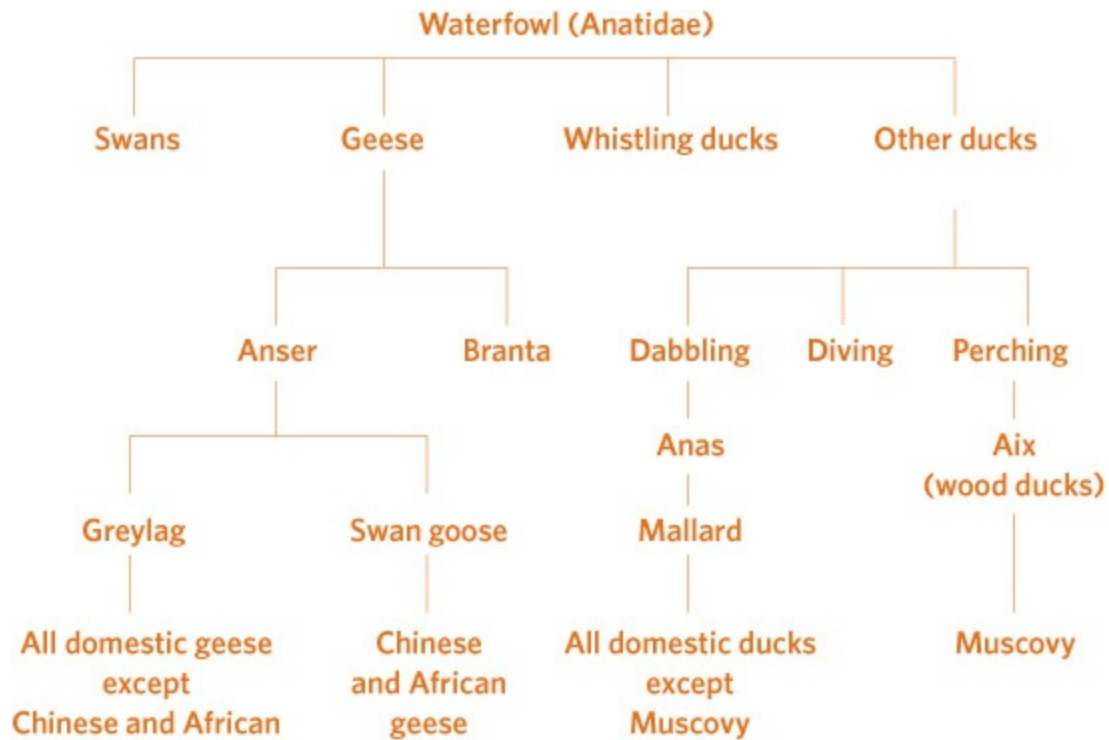 Waterfowl (Anatidae)
Swans
Geese
Whistling ducks
Other ducks
Anser
Branta
Dabbling
Diving
Perching
Anas
Aix
(wood ducks)
Greylag
Swan goose
Mallard
All domestic geese
except
Chinese and African
Chinese
and African
geese
All domestic ducks
except
Muscovy
Muscovy